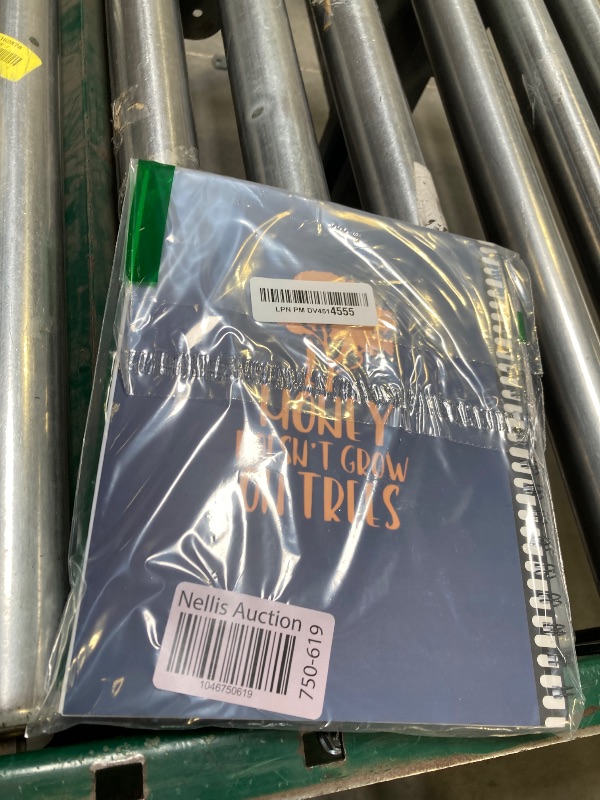 LPN PM DV4514555
MONEY
DOESN'T GROW
ON TREES
Nellis Auction
1046750619
750-619